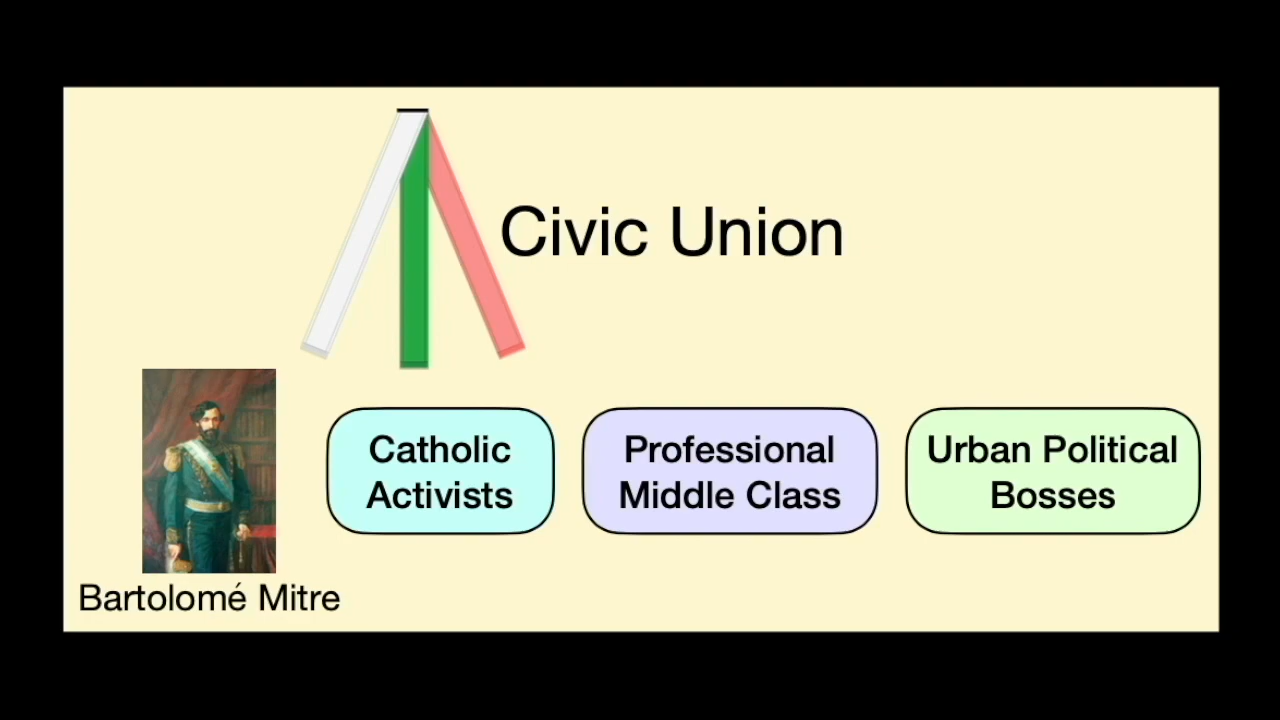 Civic Union
Catholic
Activists
Professional
Middle Class
Urban Political
Bosses
Bartolomé Mitre